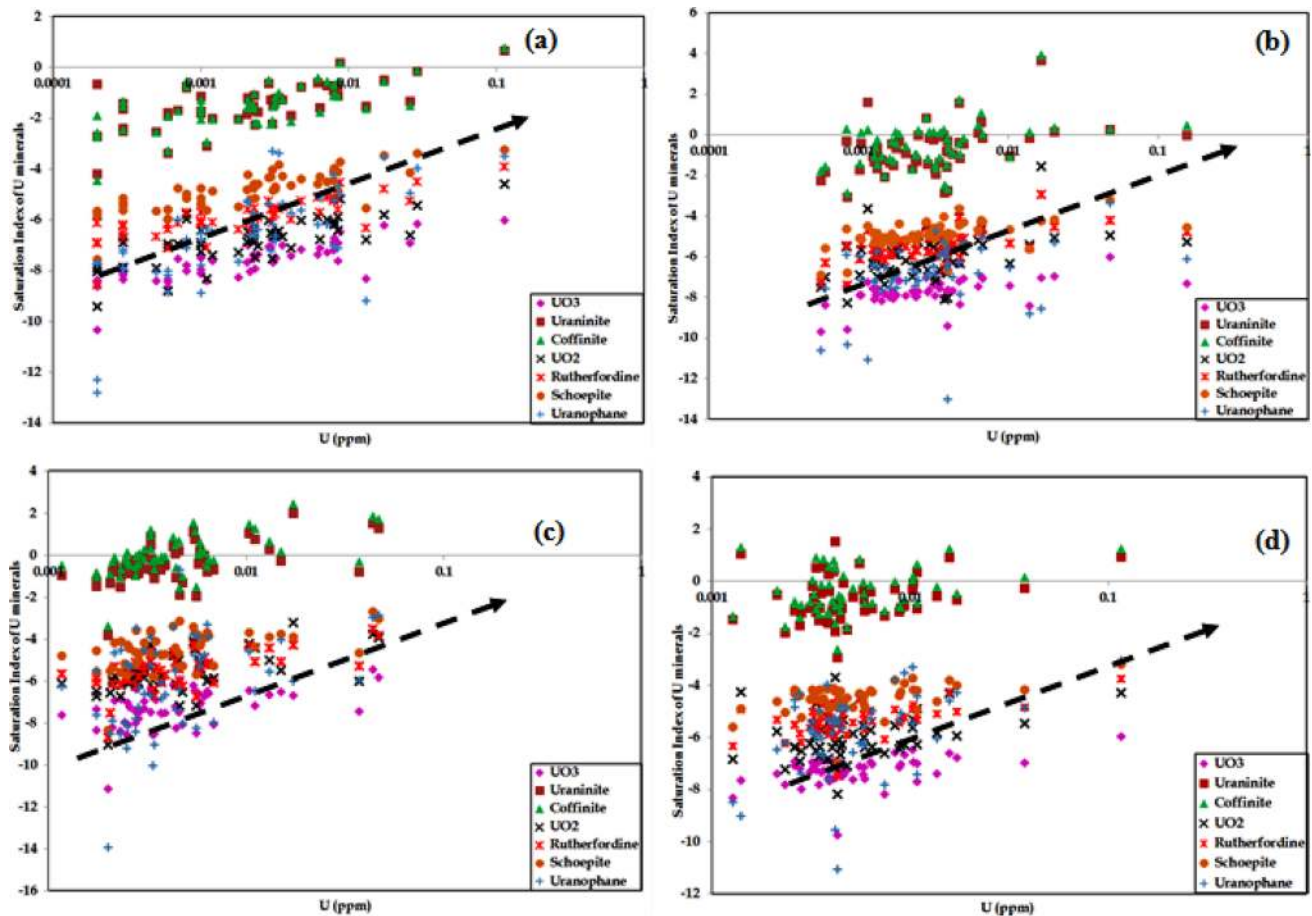 (a)
2
0
-2
-4
-6
-8
-10
-12
-14
0.0001
0.001
0.01
0.1
1
Saturation Index of U minerals
U (ppm)
UO3
Uraninite
Coffinite
UO2
Rutherfordine
Schoepite
Uranophane
(b)
6
4
2
0
-2
-4
-6
-8
-10
-12
-14
0.0001
0.001
0.01
0.1
1
Saturation Index of U minerals
U (ppm)
UO3
Uraninite
Coffinite
UO2
Rutherfordine
Schoepite
Uranophane
(c)
4
2
0
-2
-4
-6
-8
-10
-12
-14
-16
0.001
0.01
0.1
1
Saturation Index of U minerals
U (ppm)
UO3
Uraninite
Coffinite
UO2
Rutherfordine
Schoepite
Uranophane
(d)
4
2
0
-2
-4
-6
-8
-10
-12
0.001
0.01
0.1
1
Saturation Index of U minerals
U (ppm)
UO3
Uraninite
Coffinite
UO2
Rutherfordine
Schoepite
Uranophane